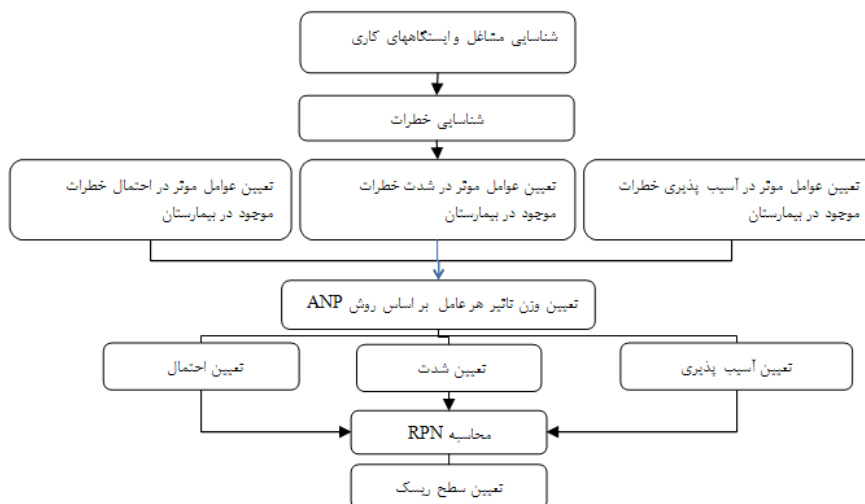 شناسایی مشاغل و ایستگاههای کاری
شناسایی خطرات
تعیین عوامل موثر در آسیب پذیری خطرات
موجود در بیمارستان
تعیین عوامل موثر در شدت خطرات
موجود در بیمارستان
تعیین عوامل موثر در احتمال خطرات
موجود در بیمارستان
تعیین وزن تاثیر هر عامل بر اساس روش ANP
تعیین آسیب پذیری
تعیین شدت
تعیین احتمال
محاسبه RPN
تعیین سطح ریسک